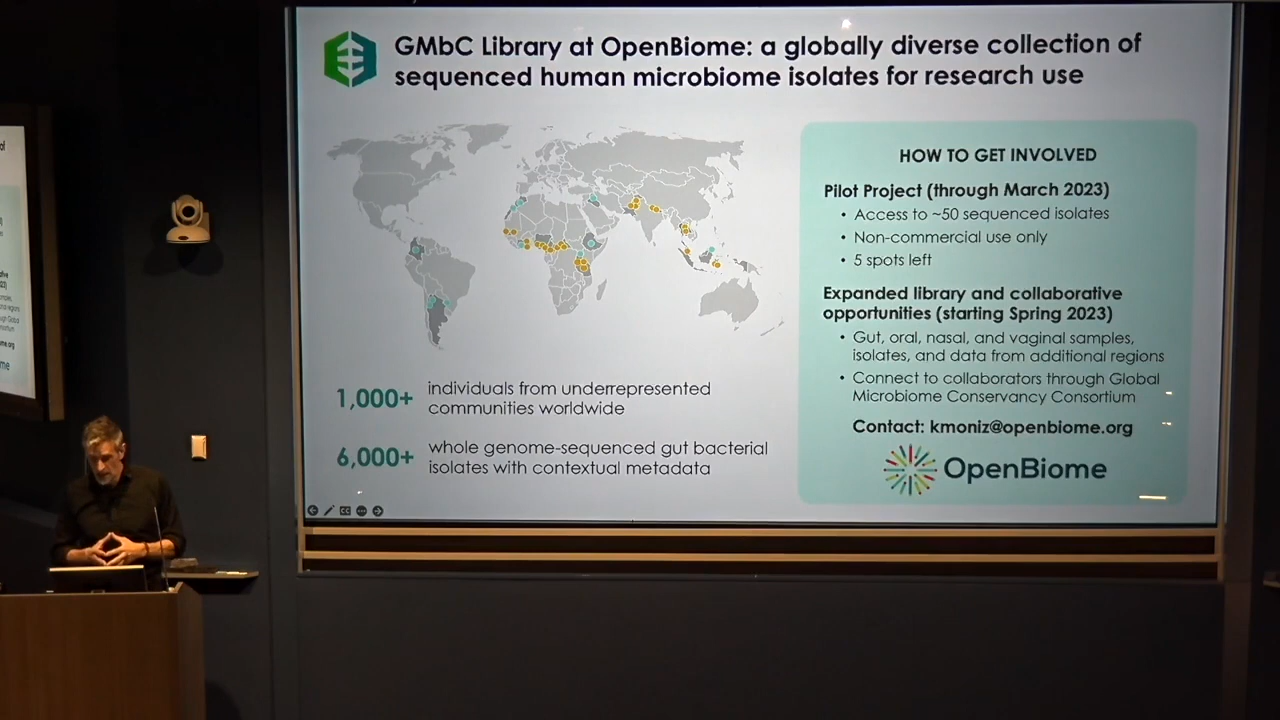 GMbC Library at OpenBiome: a globally diverse collection of
sequenced human microbiome isolates for research use
1,000+ individuals from underrepresented
communities worldwide
6,000+ whole genome-sequenced gut bacterial
isolates with contextual metadata
HOW TO GET INVOLVED
Pilot Project (through March 2023)
• Access to ~50 sequenced isolates
• Non-commercial use only
• 5 spots left
Expanded library and collaborative
opportunities (starting Spring 2023)
• Gut, oral, nasal, and vaginal samples,
isolates, and data from additional regions
• Connect to collaborators through Global
Microbiome Conservancy Consortium
Contact: kmoniz@openbiome.org
OpenBiome